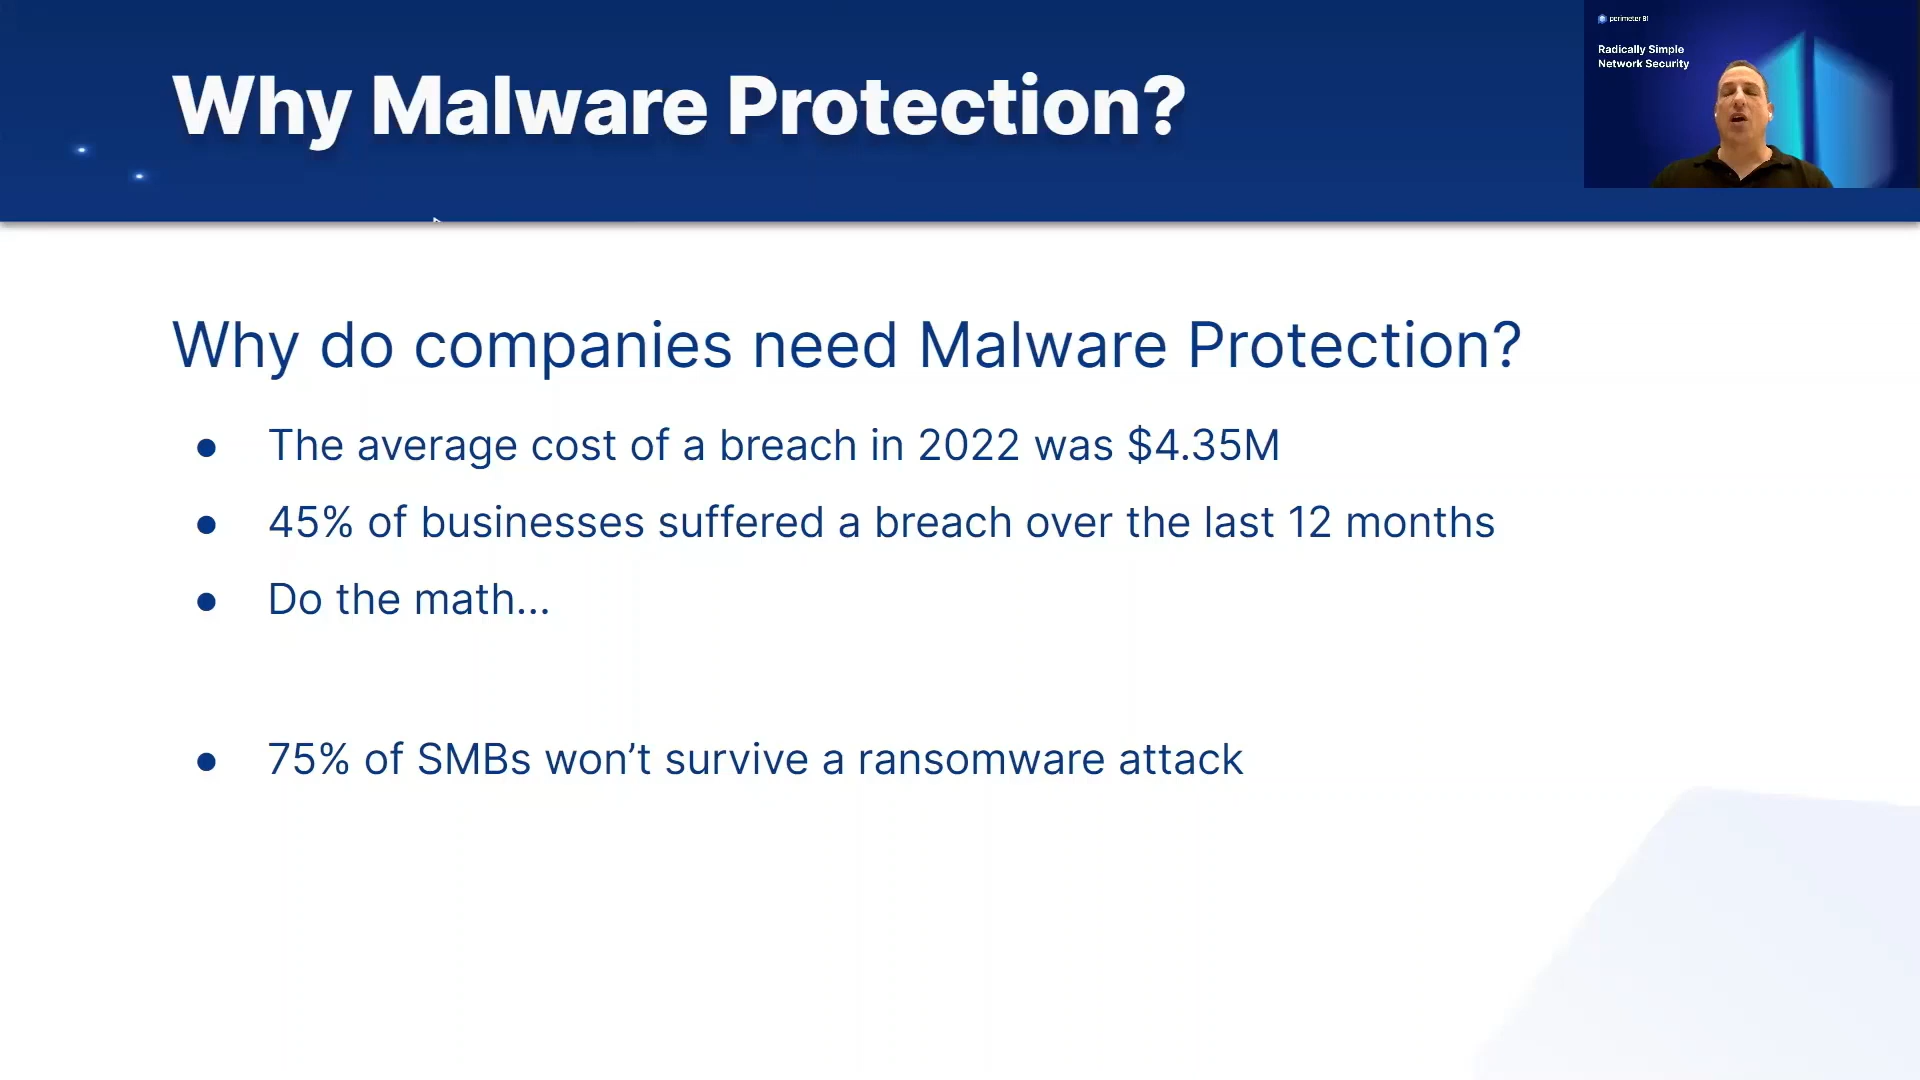 perimeter 81
Radically Simple
Network Security
Why Malware Protection?
Why do companies need Malware Protection?
● The average cost of a breach in 2022 was $4.35M
● 45% of businesses suffered a breach over the last 12 months
● Do the math...
● 75% of SMBs won’t survive a ransomware attack